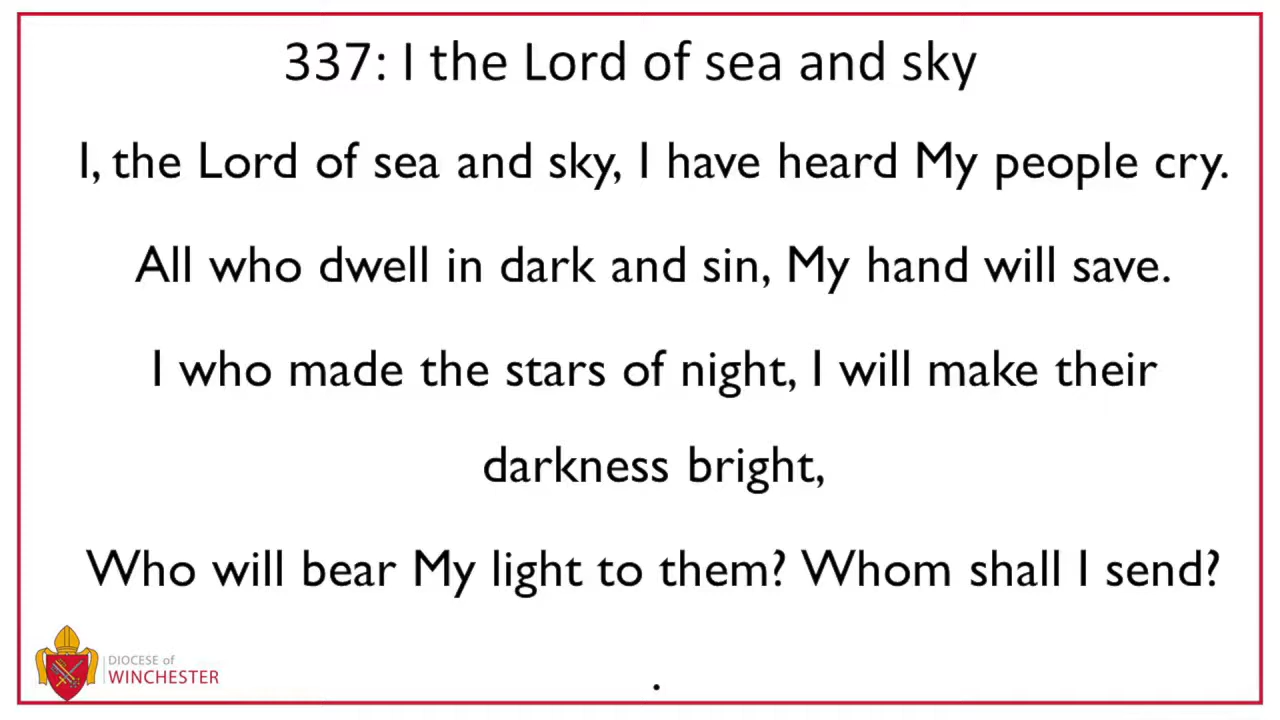 337: I the Lord of sea and sky
I, the Lord of sea and sky, I have heard My people cry.
All who dwell in dark and sin, My hand will save.
I who made the stars of night, I will make their
darkness bright,
Who will bear My light to them? Whom shall I send?
DIOCESE of
WINCHESTER
.